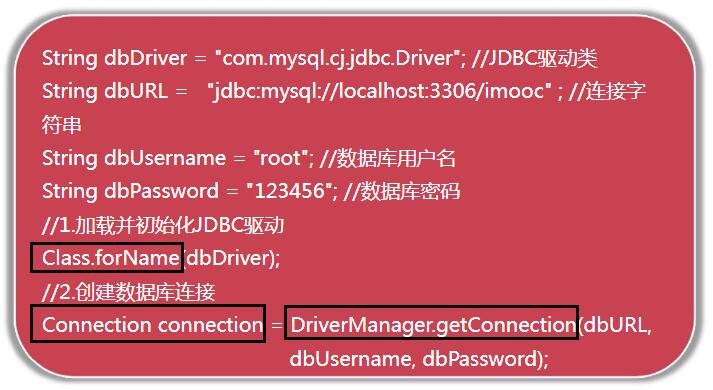 String dbDriver = "com.mysql.cj.jdbc.Driver"; //JDBC驱动类
String dbURL =   "jdbc:mysql://localhost:3306/imooc" ; //连接字
符串
String dbUsername = "root"; //数据库用户名
String dbPassword = "123456"; //数据库密码
//1.加载并初始化JDBC驱动
Class.forName(dbDriver);
//2.创建数据库连接
Connection connection = DriverManager.getConnection(dbURL,
dbUsername, dbPassword);